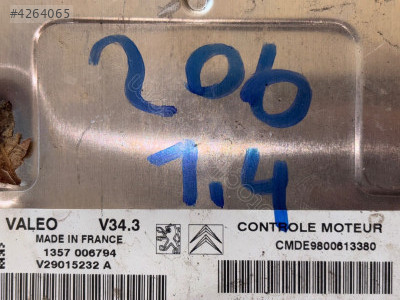 #4264065
206
1.4
VALEO V34.3
MADE IN FRANCE
1357 006794
V29015232 A
CONTROLE MOTEUR
CMDE9800613380